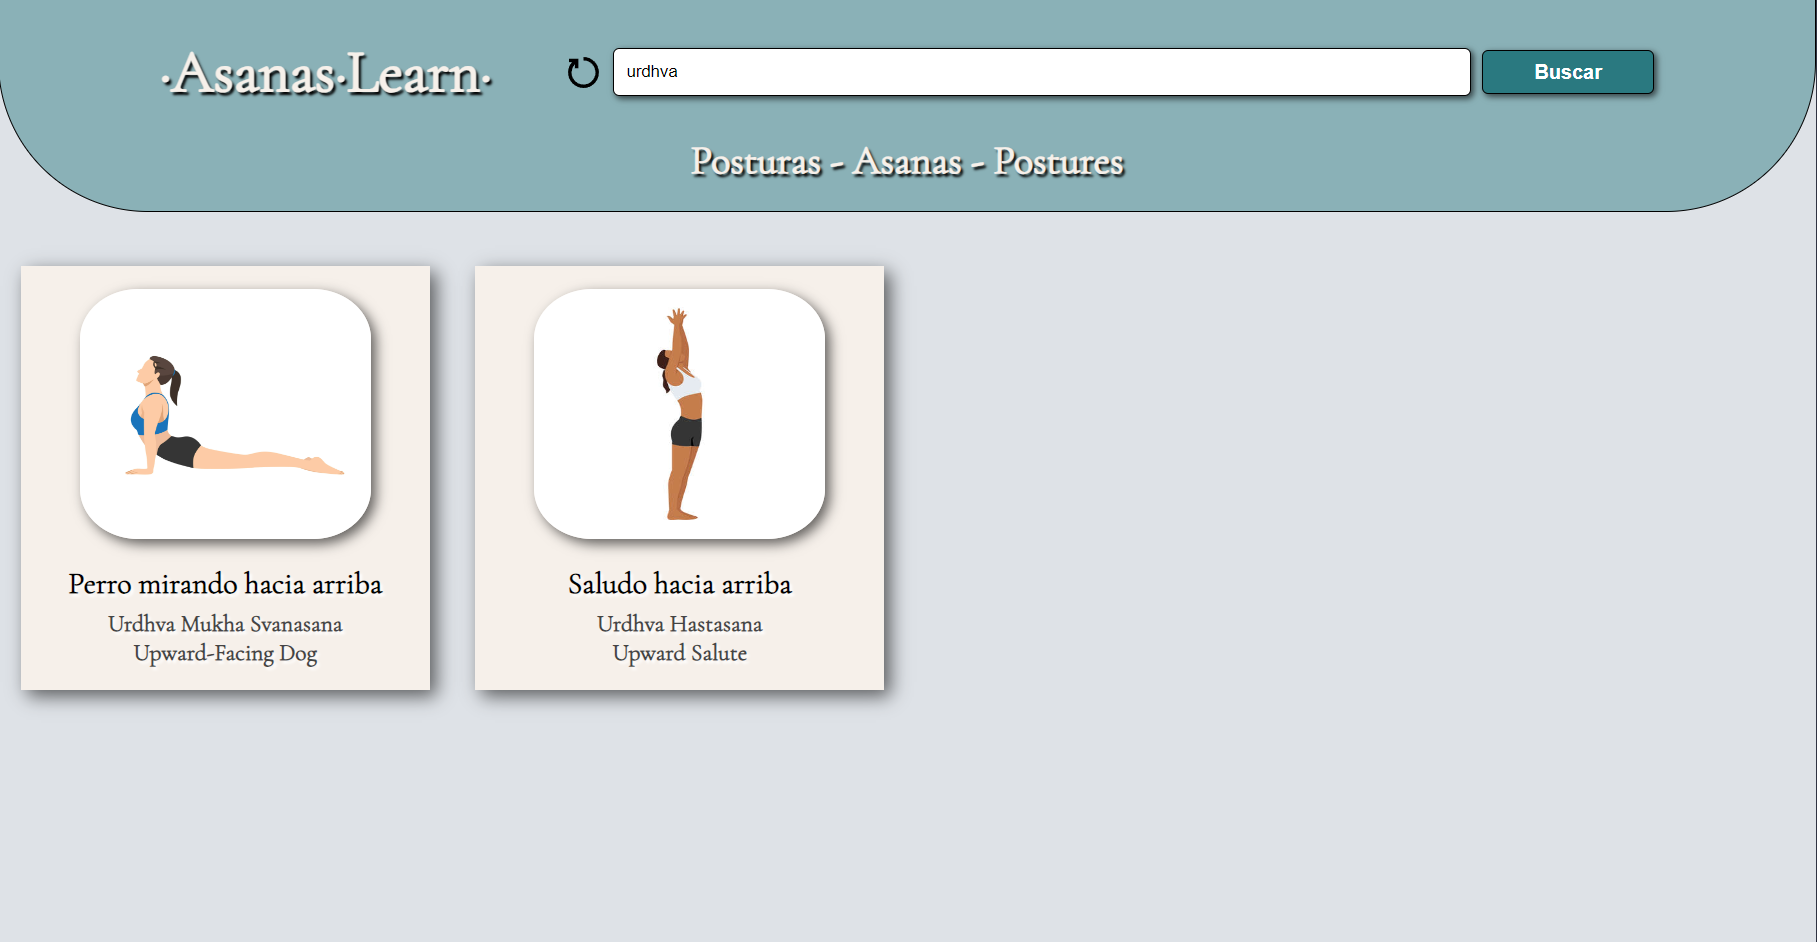 ·Asanas·Learn·
urdhva
Buscar
Posturas - Asanas - Postures
Perro mirando hacia arriba
Urdhva Mukha Svanasana
Upward-Facing Dog
Saludo hacia arriba
Urdhva Hastasana
Upward Salute